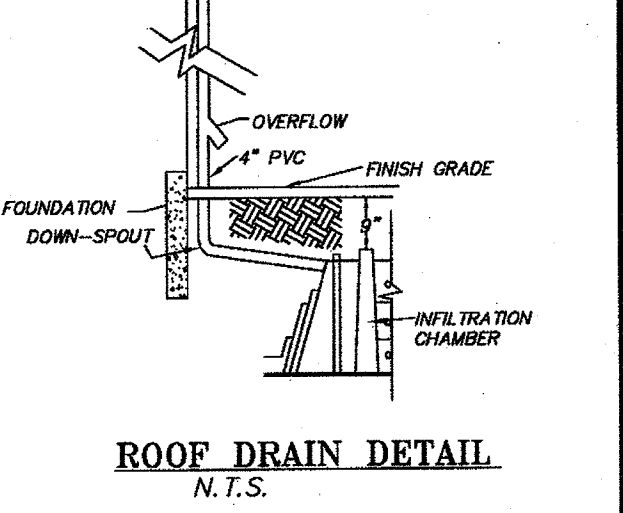 OVERFLOW
4" PVC
FINISH GRADE
FOUNDATION
DOWN-SPOUT
9"
INFILTRATION
CHAMBER
ROOF DRAIN DETAIL
N.T.S.